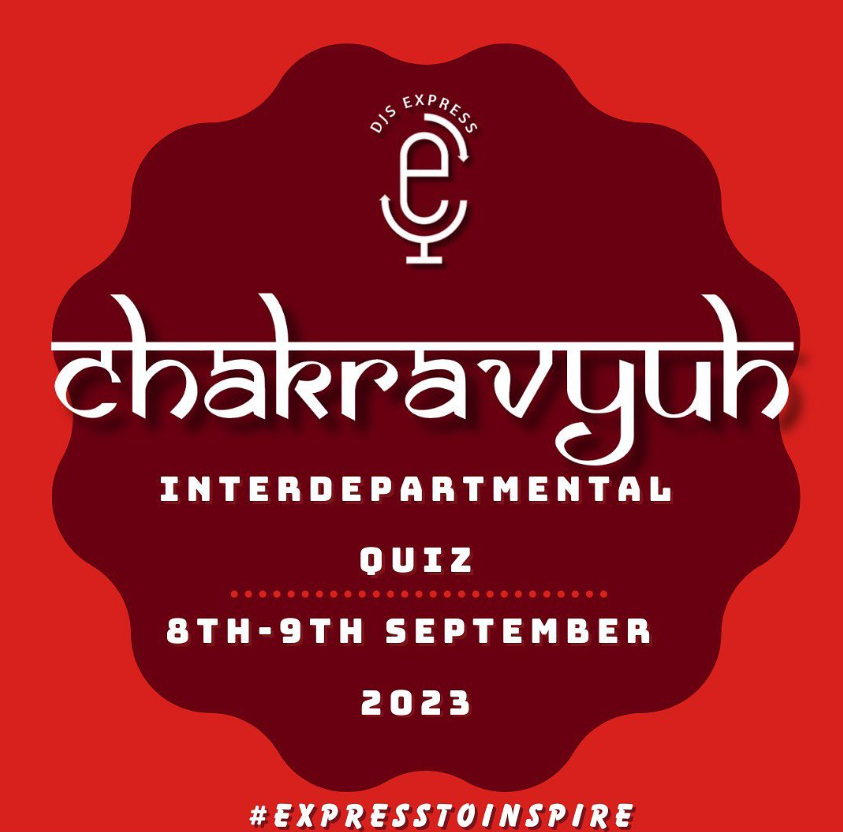 DJS EXPRESS
chakravyuh
INTERDEPARTMENTAL
QUIZ
8TH-9TH SEPTEMBER
2023
#EXPRESSTOINSPIRE